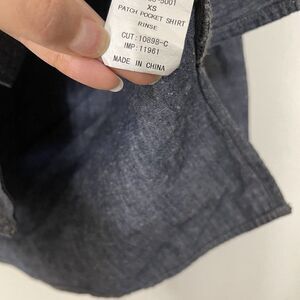 XS
PATCH POCKET SHIRT
RINSE
CUT:10898-C
IMP:11961
MADE IN CHINA